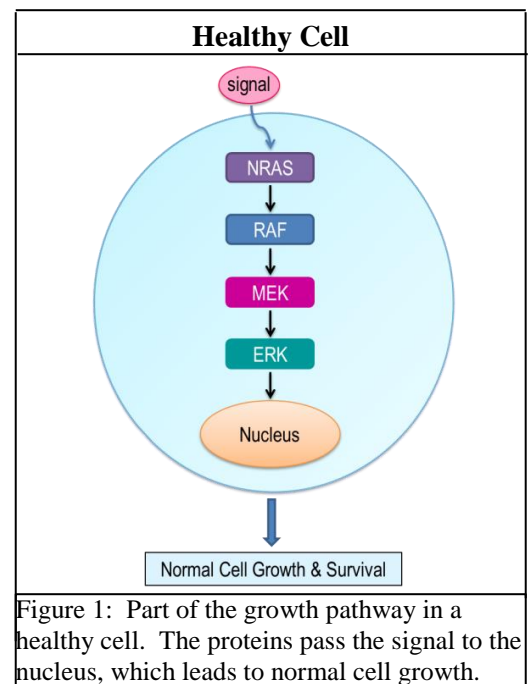 Healthy Cell
signal
NRAS
RAF
MEK
ERK
Nucleus
Normal Cell Growth & Survival
Figure 1:  Part of the growth pathway in a
healthy cell.  The proteins pass the signal to the
nucleus, which leads to normal cell growth.